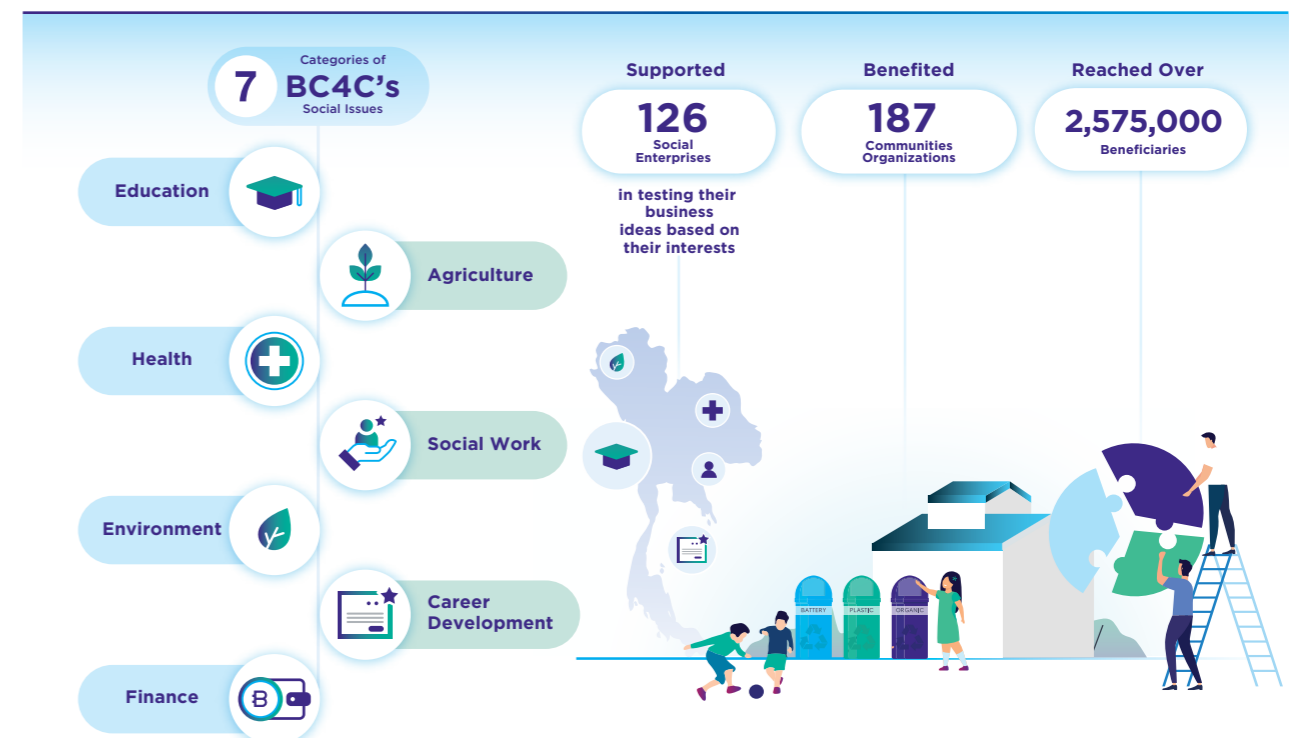 7
Categories of
BC4C's
Social Issues
Education
Agriculture
Health
Social Work
Environment
Career
Development
Finance
Supported
126
Social
Enterprises
in testing their
business
ideas based on
their interests
Benefited
187
Communities
Organizations
Reached Over
2,575,000
Beneficiaries
BATTERY
PLASTIC
ORGANIC